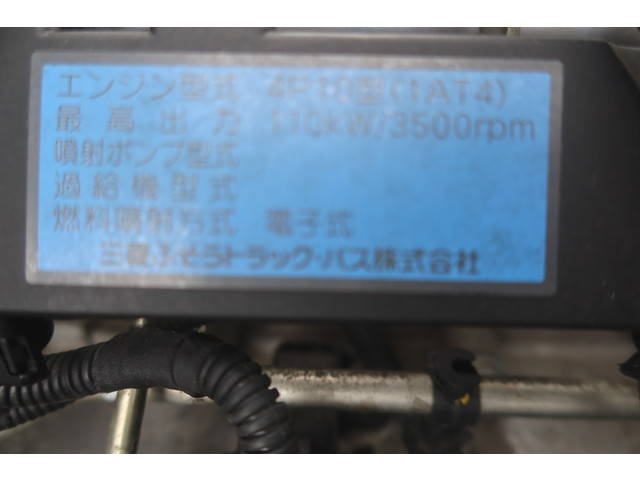 エンジン型式 4P10型(1AT4)
最高出力 110kW/3500rpm
噴射ポンプ型式
過給機型式
燃料噴射方式 電子式
三菱ふそうトラック・バス株式会社